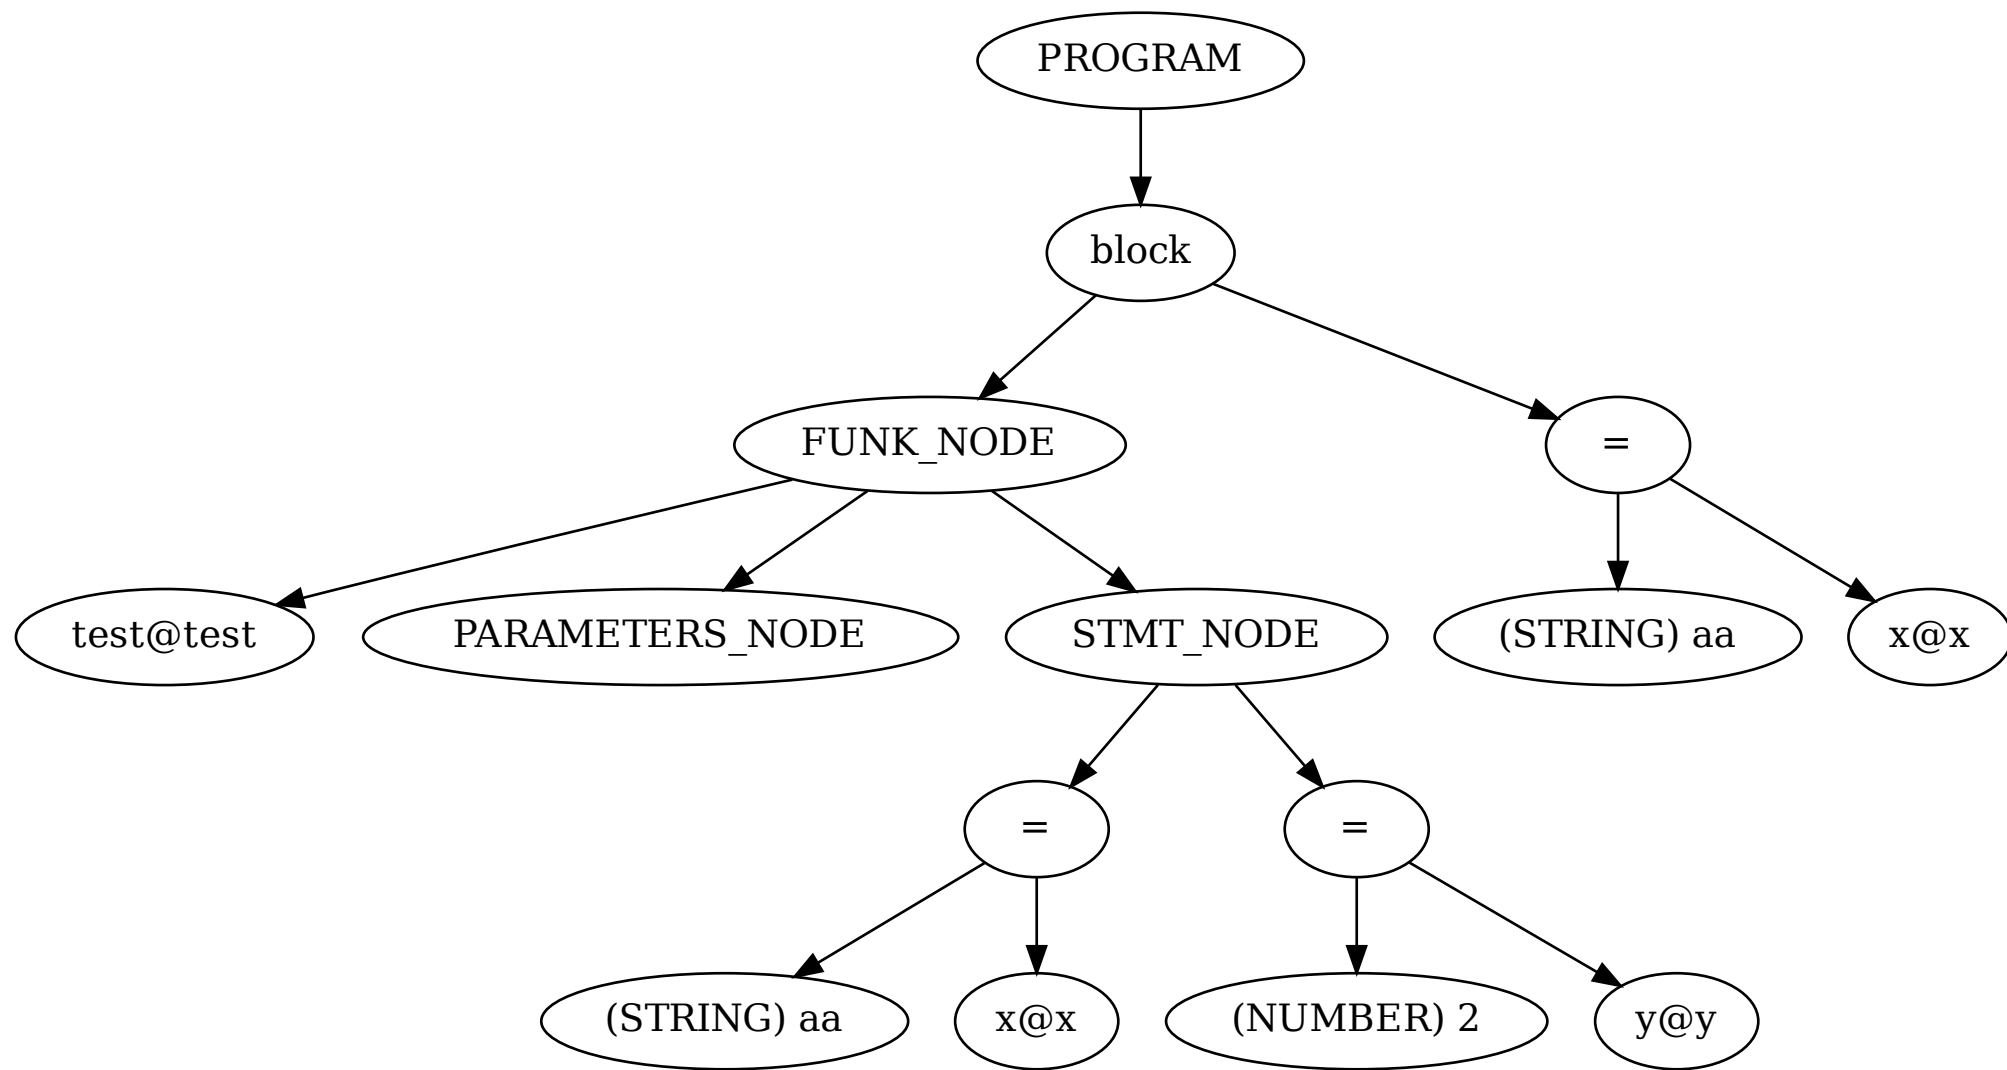 PROGRAM
block
FUNK_NODE
=
test@test
PARAMETERS_NODE
STMT_NODE
(STRING) aa
x@x
=
=
(STRING) aa
x@x
(NUMBER) 2
y@y